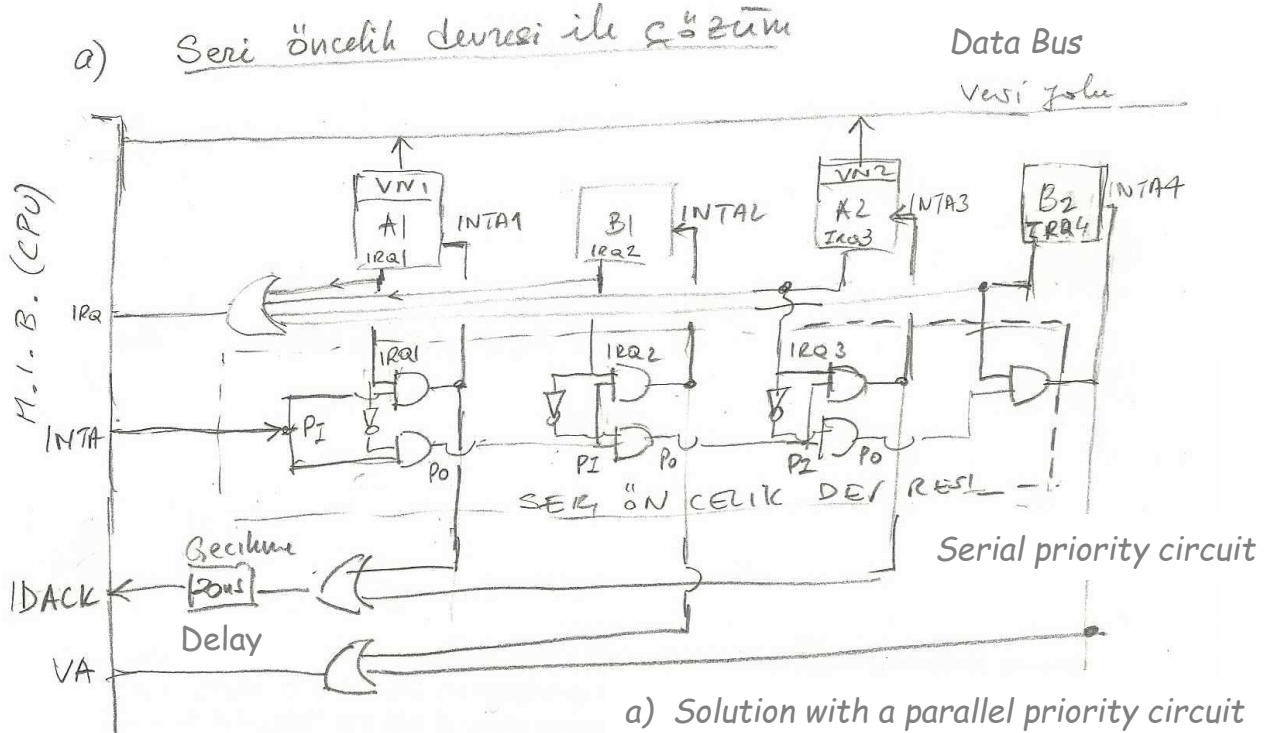 a) Seri öncelik devresi ile çözüm
Data Bus
Veri yolu
M.I.B. (CPU)
VN1
A1
IRQ1
INTA1
B1
IRQ2
INTA2
VN2
A2
IRQ3
INTA3
B2
IRQ4
INTA4
IRQ
IRQ1
IRQ2
IRQ3
INTA
PI
PO
PI
PO
PI
PO
SERİ ÖNCELİK DEVRESİ
Serial priority circuit
Gecikme
20ns
IDACK
Delay
VA
a) Solution with a parallel priority circuit